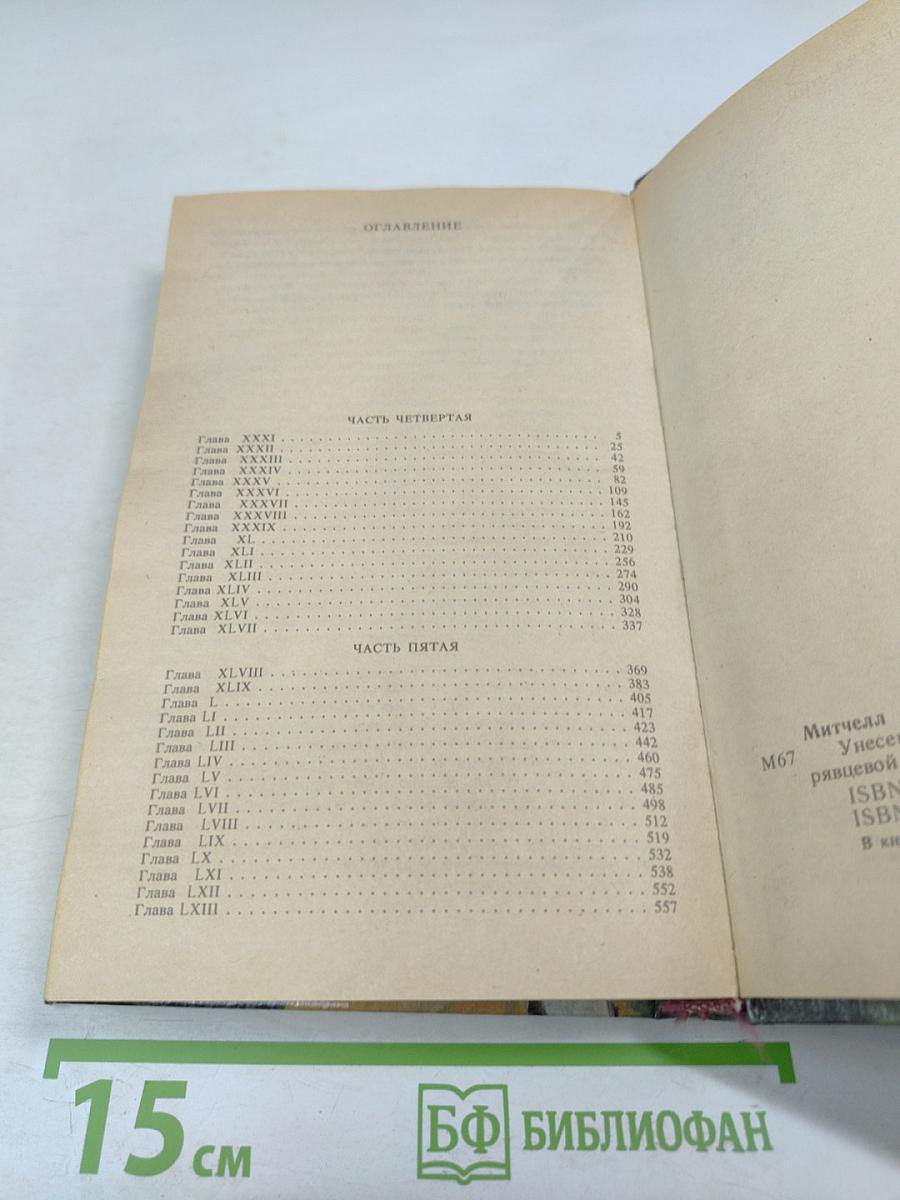 ОГЛАВЛЕНИЕ
ЧАСТЬ ЧЕТВЕРТАЯ
Глава XXXI . . . . . 5
Глава XXXII . . . . . 25
Глава XXXIII . . . . . 42
Глава XXXIV . . . . . 59
Глава XXXV . . . . . 82
Глава XXXVI . . . . . 109
Глава XXXVII . . . . . 145
Глава XXXVIII . . . . . 162
Глава XXXIX . . . . . 192
Глава XL . . . . . 210
Глава XLI . . . . . 229
Глава XLII . . . . . 256
Глава XLIII . . . . . 274
Глава XLIV . . . . . 290
Глава XLV . . . . . 304
Глава XLVI . . . . . 328
Глава XLVII . . . . . 337
ЧАСТЬ ПЯТАЯ
Глава XLVIII . . . . . 369
Глава XLIX . . . . . 383
Глава L . . . . . 405
Глава LI . . . . . 417
Глава LII . . . . . 423
Глава LIII . . . . . 442
Глава LIV . . . . . 460
Глава LV . . . . . 475
Глава LVI . . . . . 485
Глава LVII . . . . . 498
Глава LVIII . . . . . 512
Глава LIX . . . . . 519
Глава LX . . . . . 532
Глава LXI . . . . . 538
Глава LXII . . . . . 552
Глава LXIII . . . . . 557
Митчелл
М67 Унесе
рявцевой.
ISBN
ISBN
В кн
15 см
БФ БИБЛИОФАН